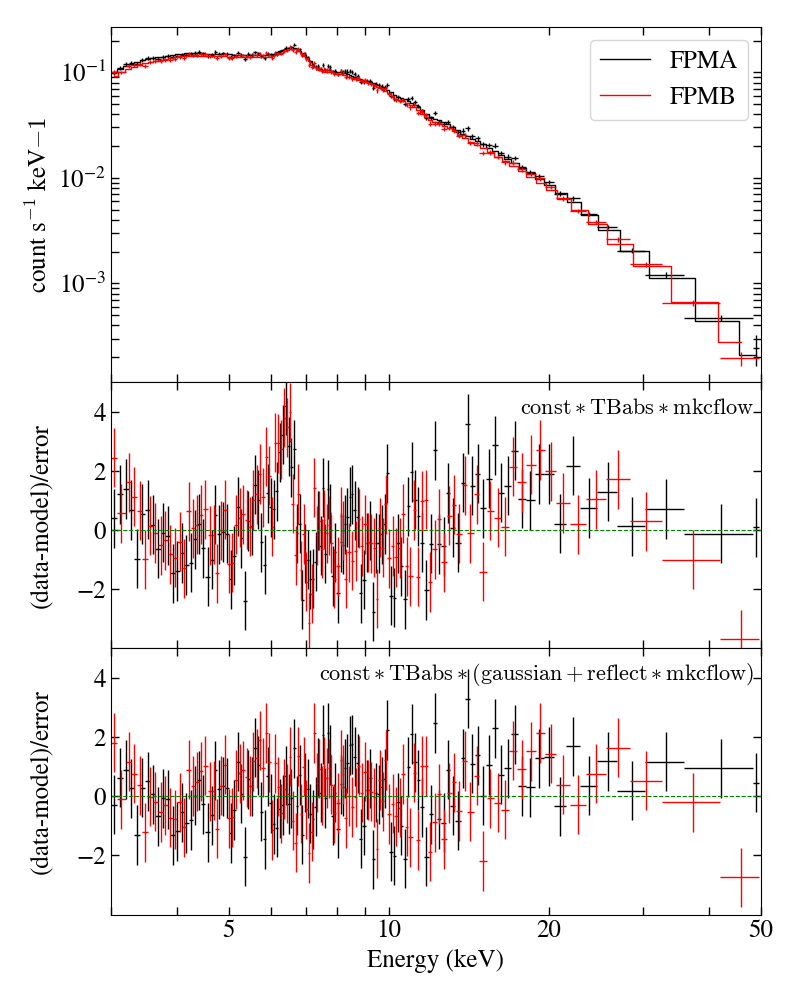 FPMA
FPMB
10⁻¹
10⁻²
10⁻³
count s⁻¹ keV−1
const∗TBabs∗mkcflow
4
2
0
−2
(data-model)/error
const∗TBabs∗(gaussian+reflect∗mkcflow)
4
2
0
−2
(data-model)/error
5 10 20 50
Energy (keV)